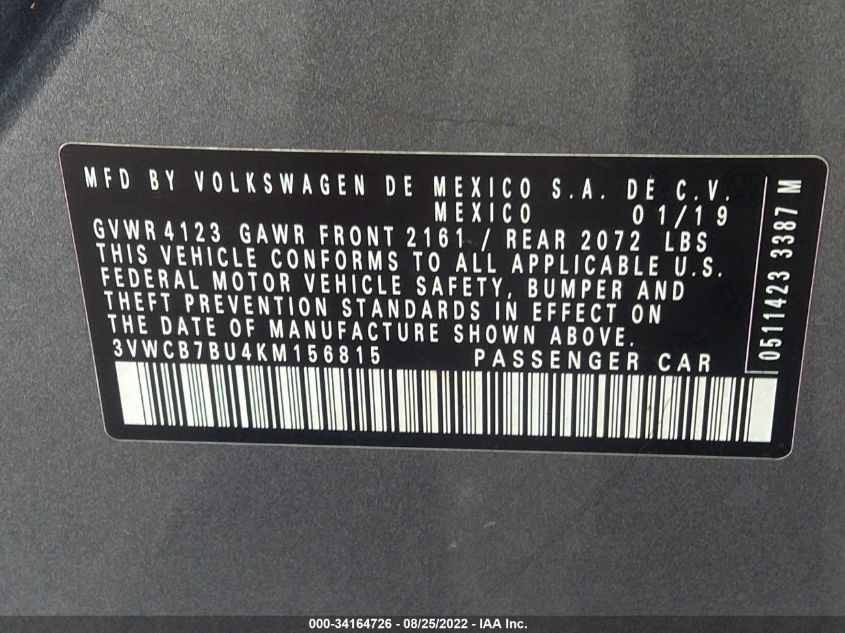 MFD BY VOLKSWAGEN DE MEXICO S.A. DE C.V.
MEXICO 01/19
GVWR 4123 GAWR FRONT 2161 / REAR 2072 LBS
THIS VEHICLE CONFORMS TO ALL APPLICABLE U.S.
FEDERAL MOTOR VEHICLE SAFETY, BUMPER AND
THEFT PREVENTION STANDARDS IN EFFECT ON
THE DATE OF MANUFACTURE SHOWN ABOVE.
3VWCB7BU4KM156815 PASSENGER CAR
0511423 3387 M
000-34164726 - 08/25/2022 - IAA Inc.